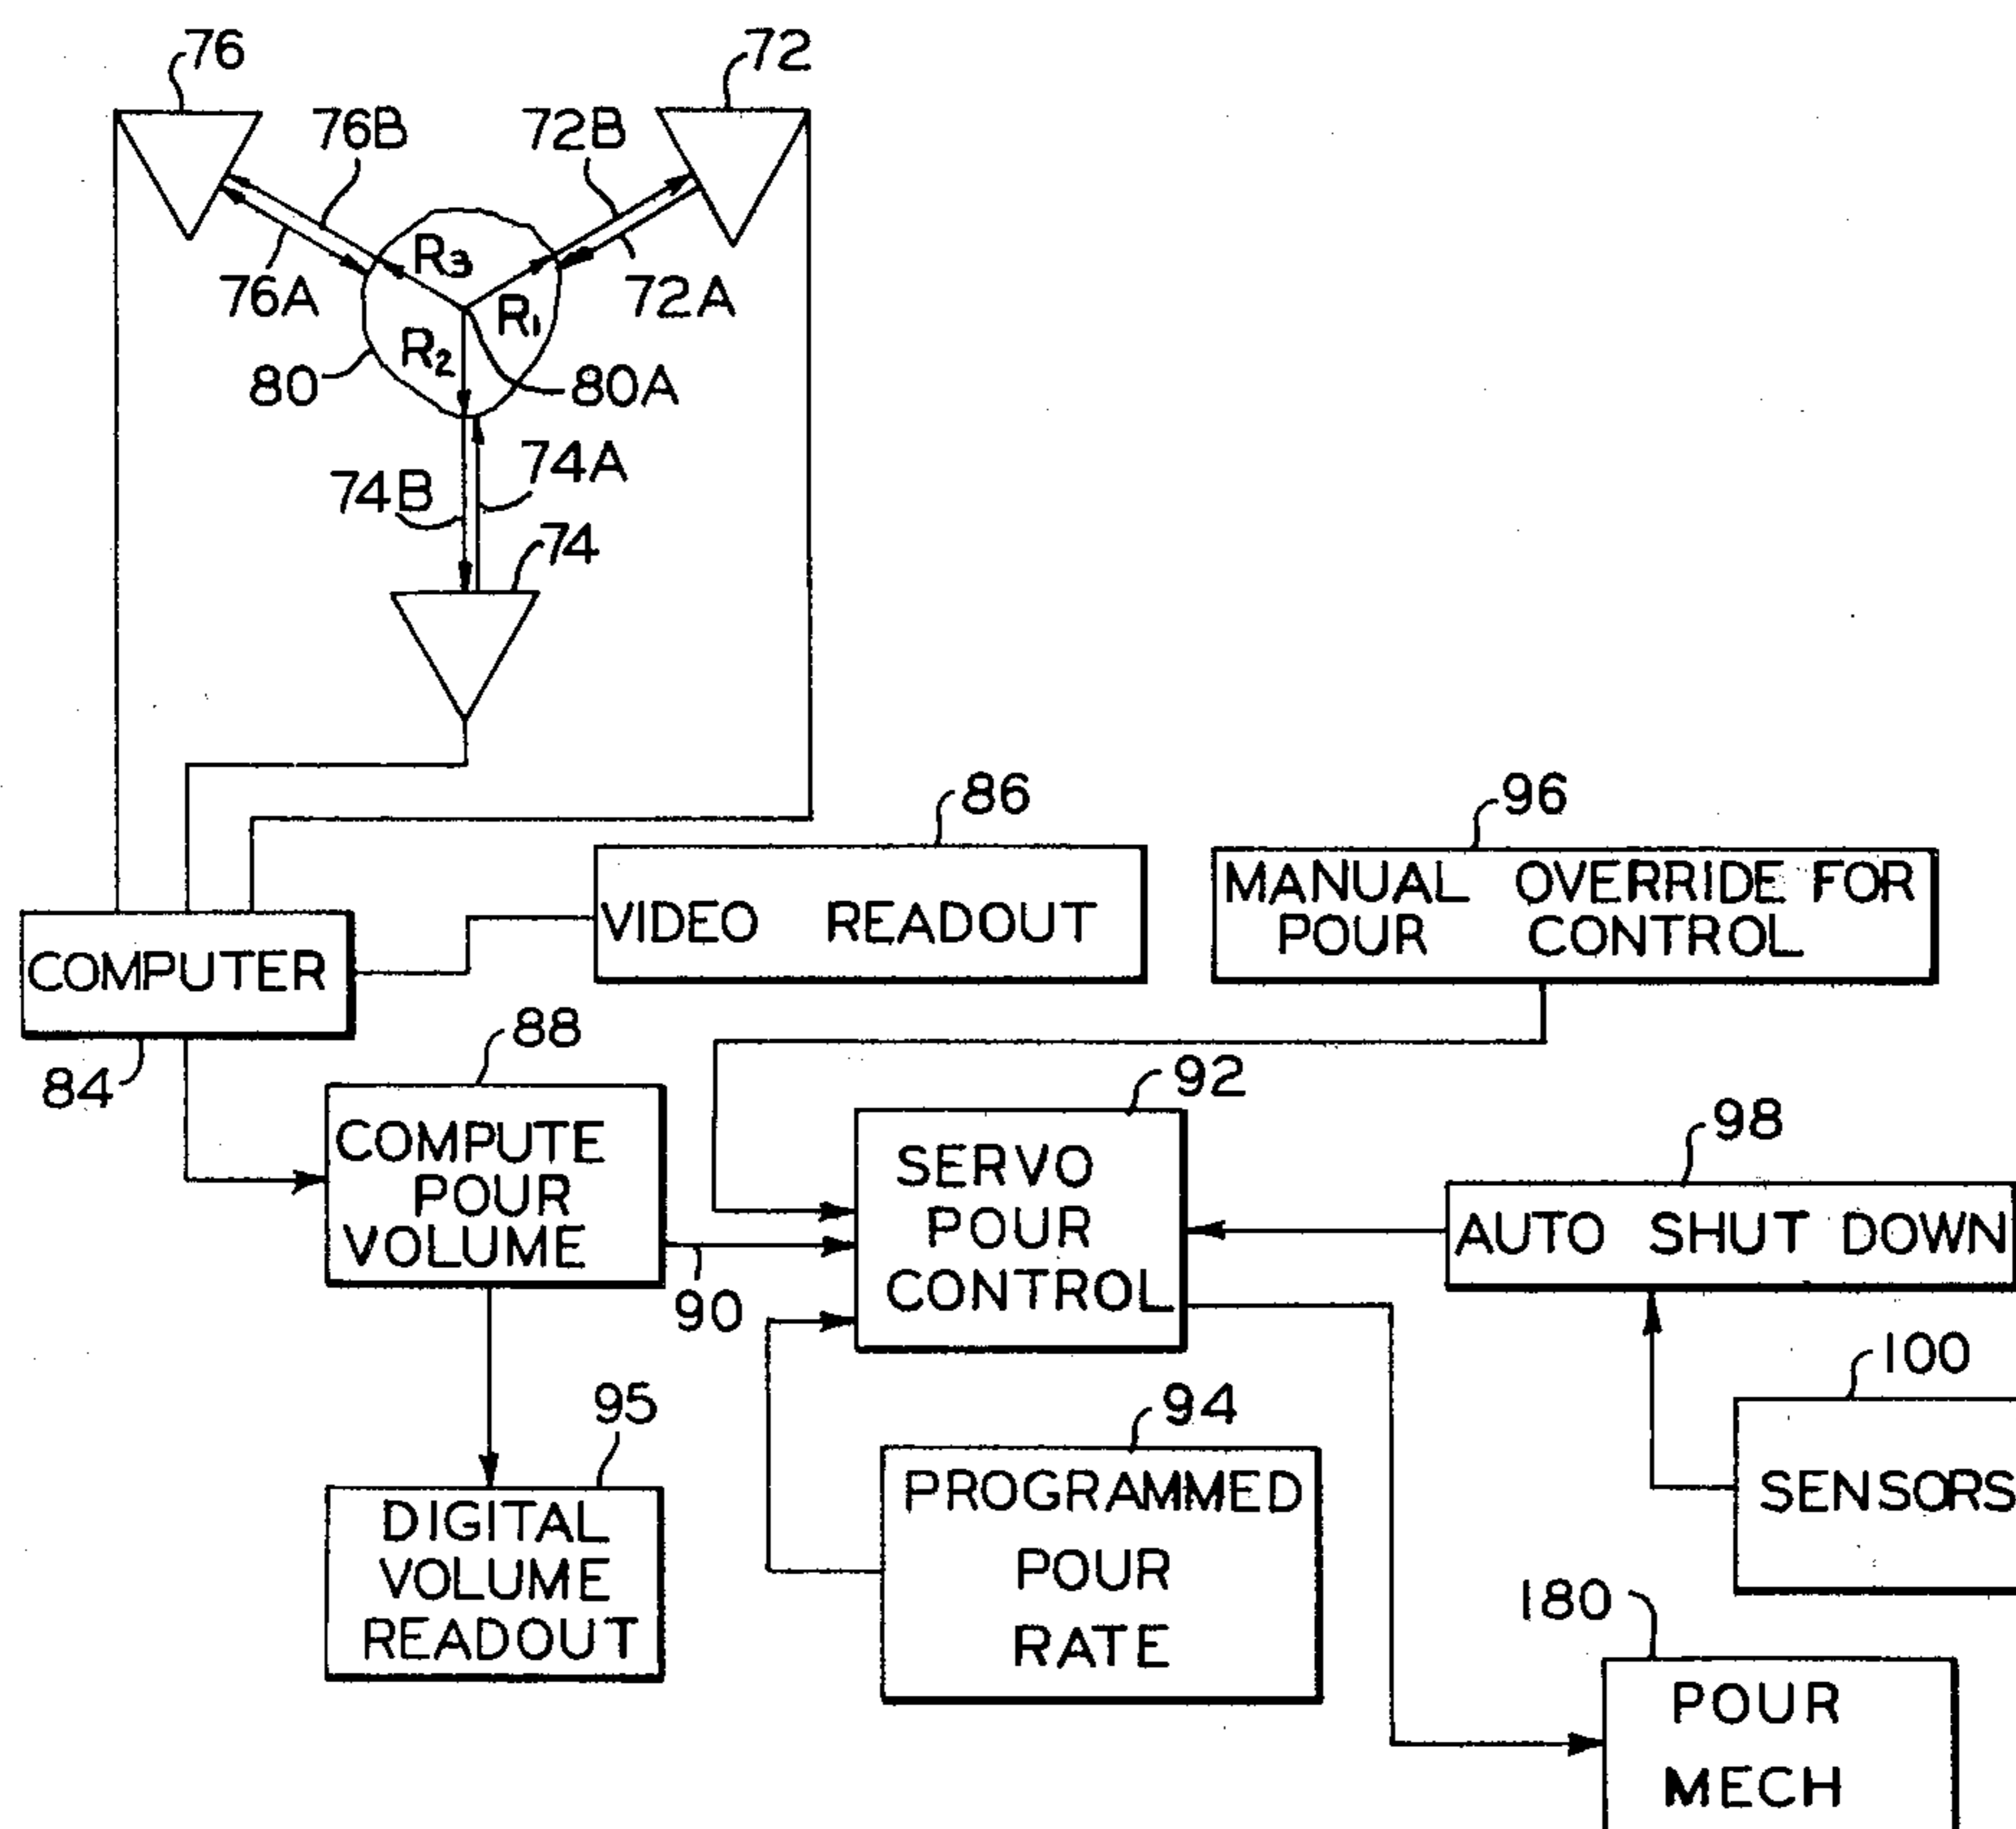 76
72
76B
72B
R3
R1
76A
72A
R2
80
80A
74A
74B
74
86
96
VIDEO READOUT
MANUAL OVERRIDE FOR
POUR CONTROL
COMPUTER
84
88
92
98
COMPUTE
POUR
VOLUME
SERVO
POUR
CONTROL
AUTO SHUT DOWN
90
100
95
94
SENSORS
DIGITAL
VOLUME
READOUT
PROGRAMMED
POUR
RATE
180
POUR
MECH